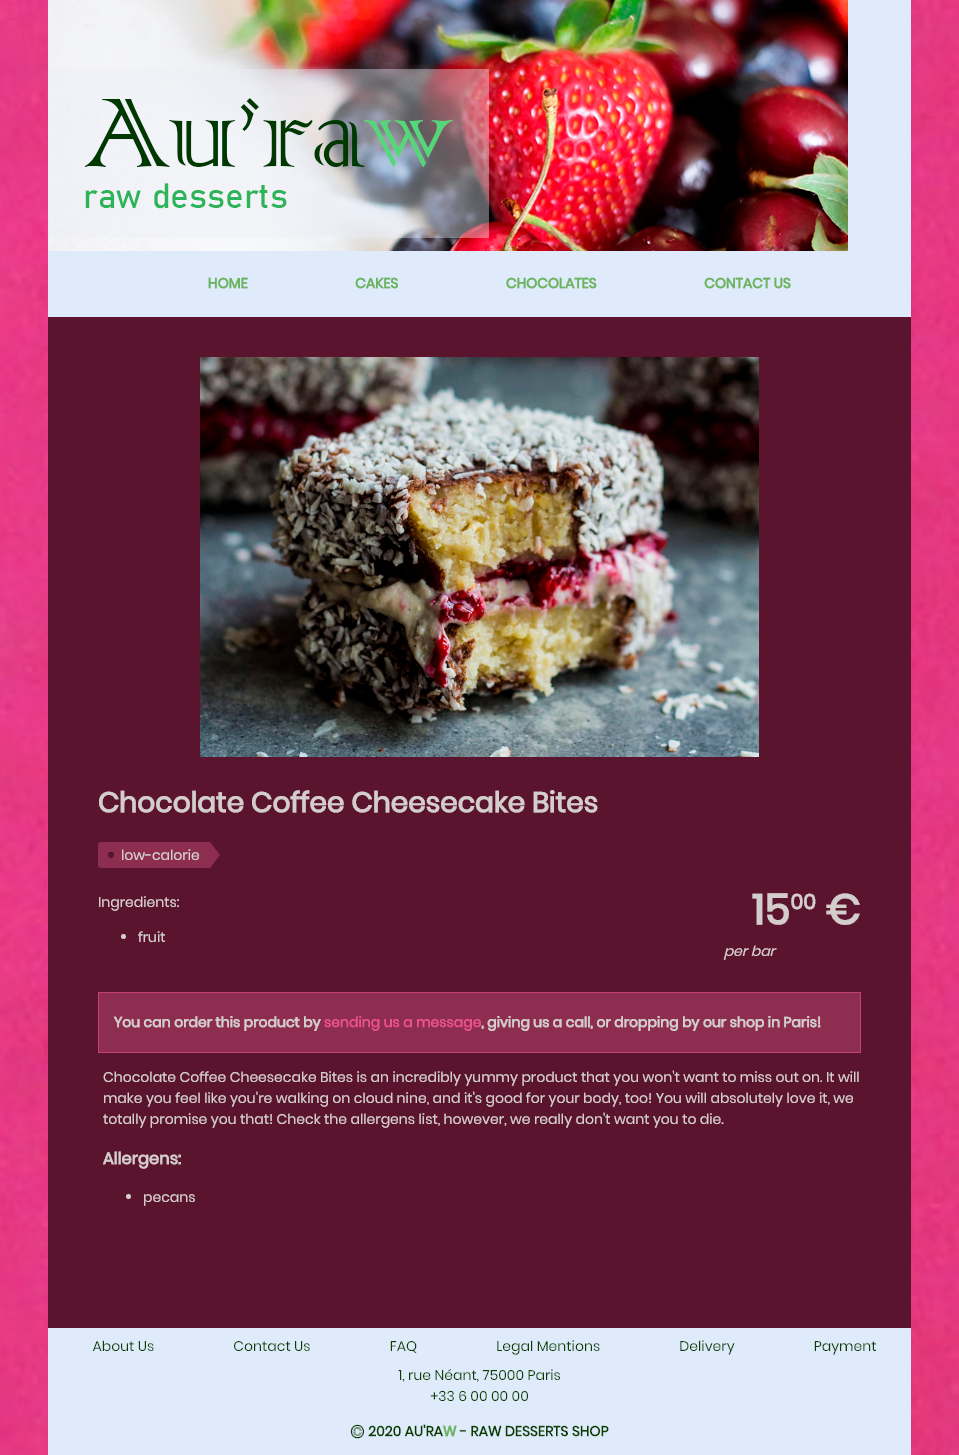 Au'raw
raw desserts
HOME CAKES CHOCOLATES CONTACT US
Chocolate Coffee Cheesecake Bites
low-calorie
Ingredients:
fruit
15⁰⁰ €
per bar
You can order this product by sending us a message, giving us a call, or dropping by our shop in Paris!
Chocolate Coffee Cheesecake Bites is an incredibly yummy product that you won't want to miss out on. It will
make you feel like you're walking on cloud nine, and it's good for your body, too! You will absolutely love it, we
totally promise you that! Check the allergens list, however, we really don't want you to die.
Allergens:
pecans
About Us Contact Us FAQ Legal Mentions Delivery Payment
1, rue Néant, 75000 Paris
+33 6 00 00 00
© 2020 AU'RAW - RAW DESSERTS SHOP